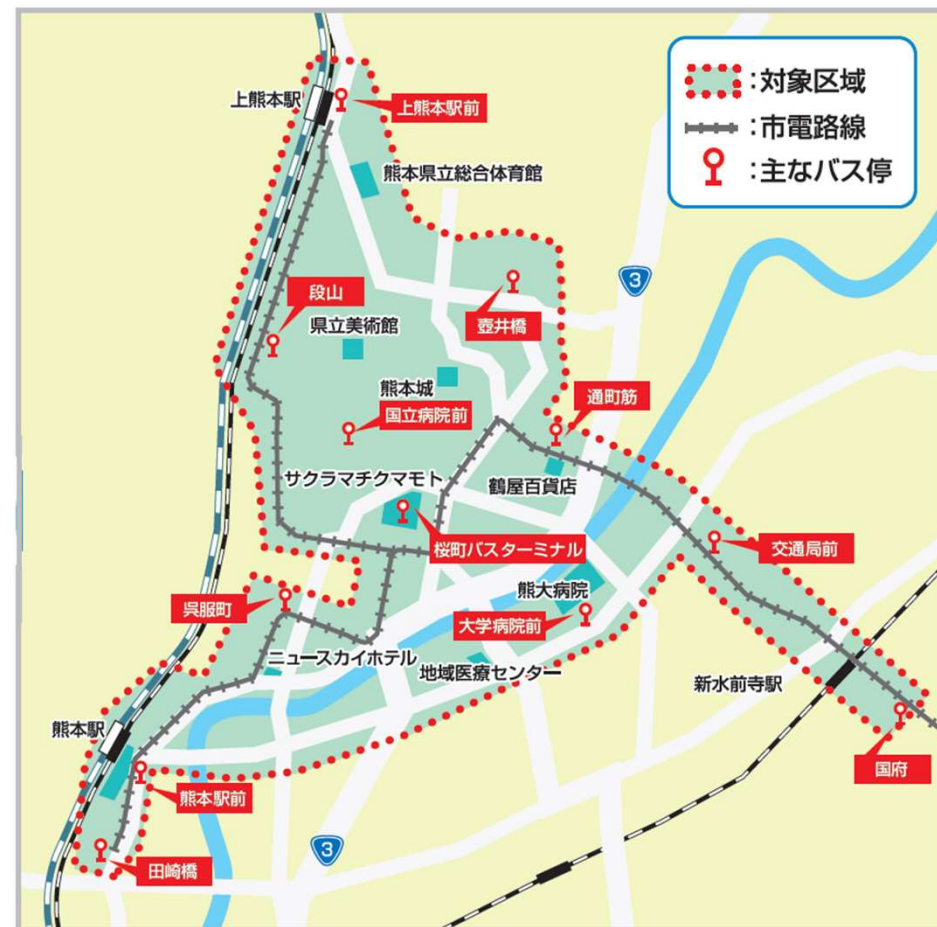 :対象区域
:市電路線
:主なバス停
上熊本駅
上熊本駅前
熊本県立総合体育館
3
段山
県立美術館
壺井橋
熊本城
通町筋
国立病院前
サクラマチクマモト
鶴屋百貨店
桜町バスターミナル
交通局前
熊大病院
呉服町
大学病院前
ニュースカイホテル
地域医療センター
新水前寺駅
熊本駅
国府
熊本駅前
3
田崎橋